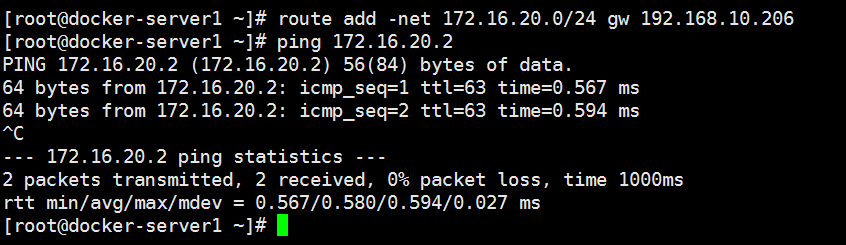 [root@docker-server1 ~]# route add -net 172.16.20.0/24 gw 192.168.10.206
[root@docker-server1 ~]# ping 172.16.20.2
PING 172.16.20.2 (172.16.20.2) 56(84) bytes of data.
64 bytes from 172.16.20.2: icmp_seq=1 ttl=63 time=0.567 ms
64 bytes from 172.16.20.2: icmp_seq=2 ttl=63 time=0.594 ms
^C
--- 172.16.20.2 ping statistics ---
2 packets transmitted, 2 received, 0% packet loss, time 1000ms
rtt min/avg/max/mdev = 0.567/0.580/0.594/0.027 ms
[root@docker-server1 ~]#